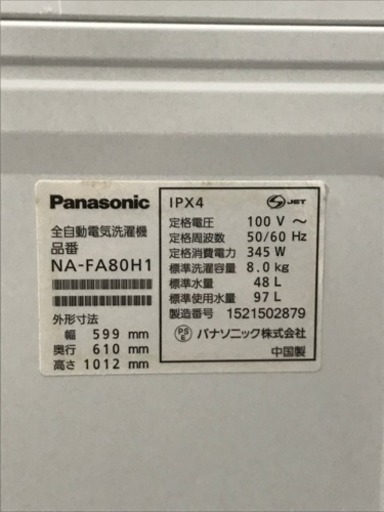 Panasonic
全自動電気洗濯機
品番
NA-FA80H1
外形寸法
幅 599 mm
奥行 610 mm
高さ 1012 mm
IPX4
S JET
定格電圧 100 V ～
定格周波数 50/60 Hz
定格消費電力 345 W
標準洗濯容量 8.0kg
標準水量 48 L
標準使用水量 97 L
製造番号 1521502879
PS E パナソニック株式会社
中国製